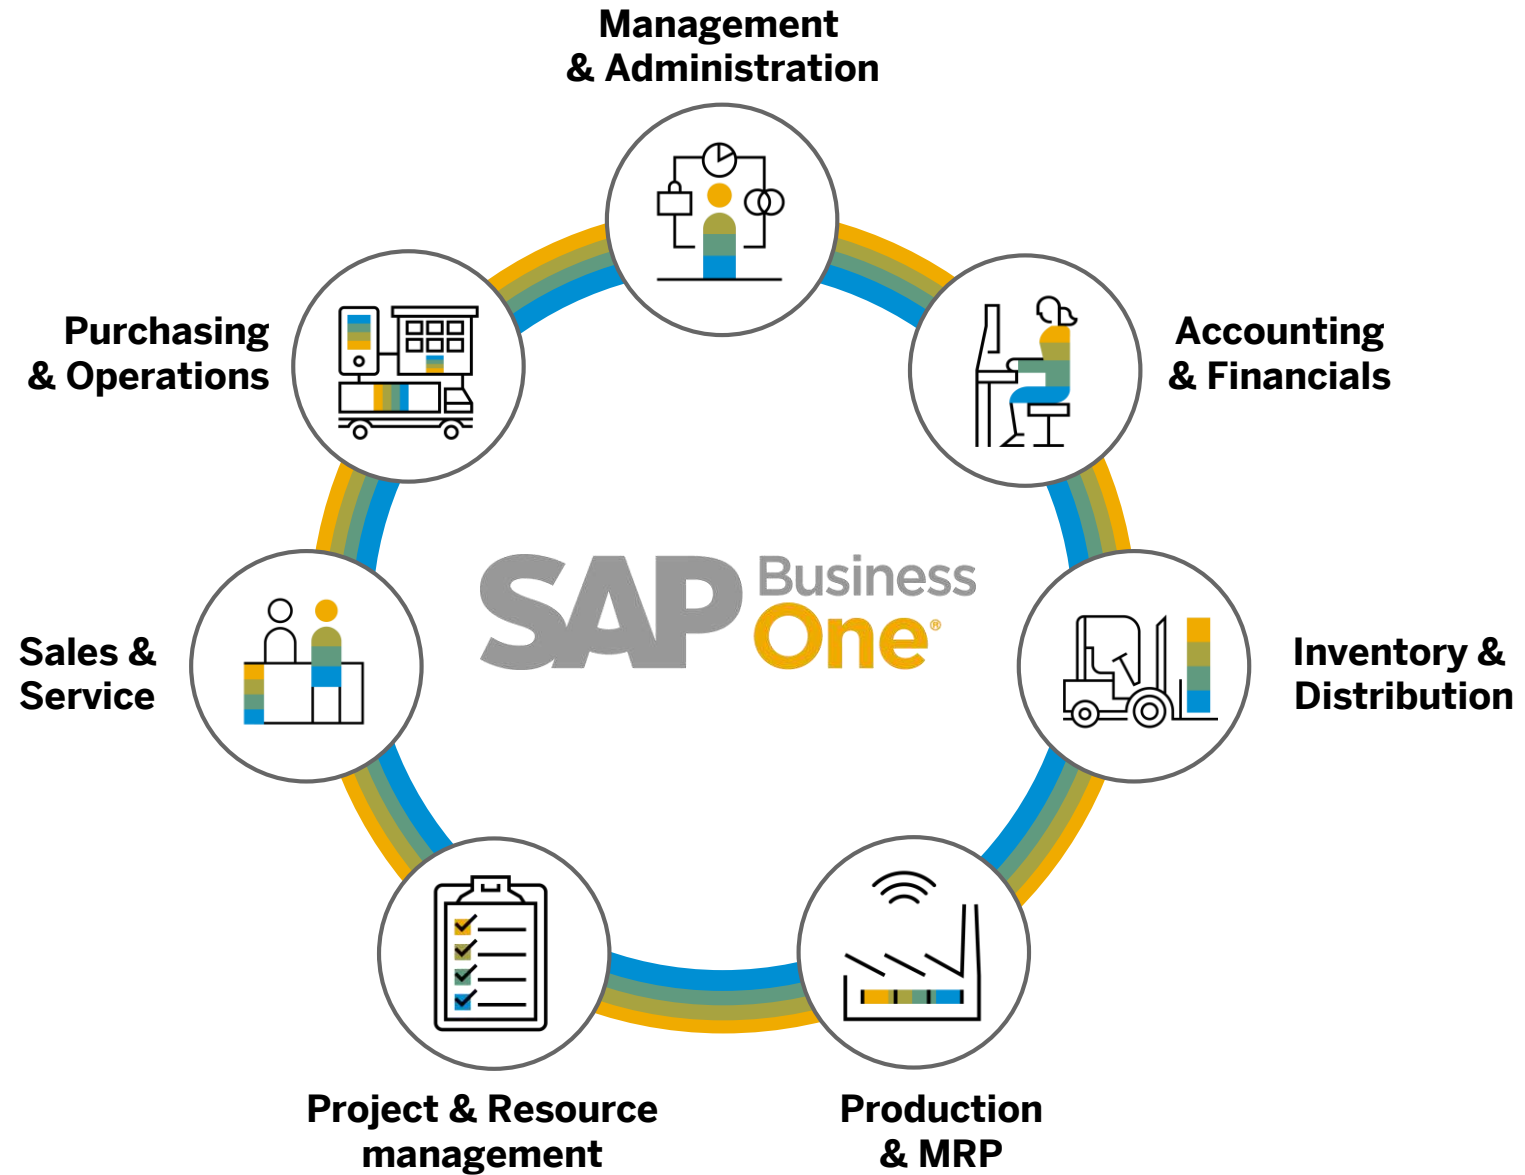 Management
& Administration
Purchasing
& Operations
Accounting
& Financials
SAP Business
One®
Sales &
Service
Inventory &
Distribution
Project & Resource
management
Production
& MRP